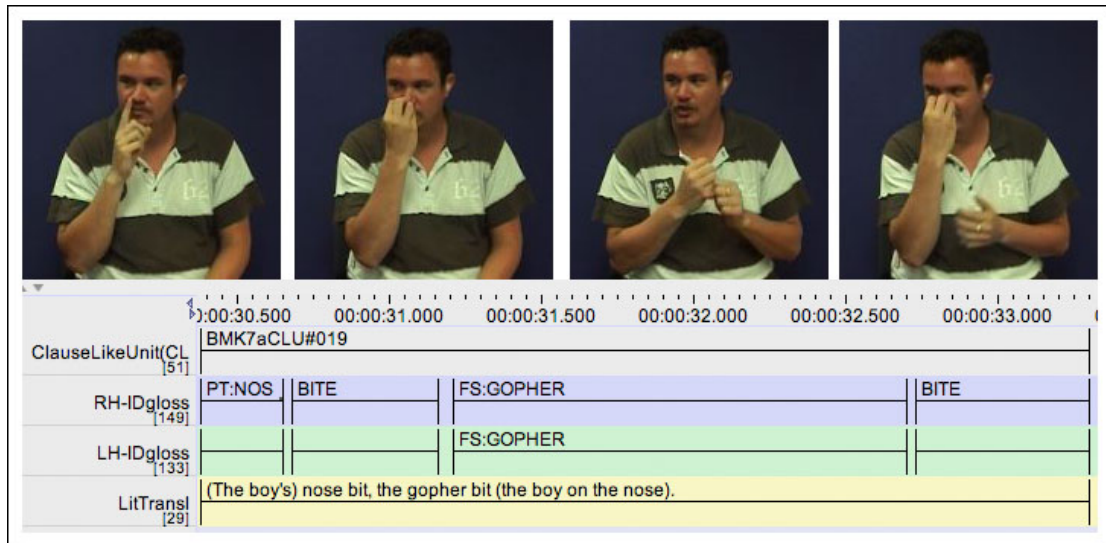 00:00:30.500 00:00:31.000 00:00:31.500 00:00:32.000 00:00:32.500 00:00:33.000
ClauseLikeUnit(CL
[51]
BMK7aCLU#019
RH-IDgloss
[149]
PT:NOS BITE FS:GOPHER BITE
LH-IDgloss
[133]
FS:GOPHER
LitTransl
[29]
(The boy's) nose bit, the gopher bit (the boy on the nose).